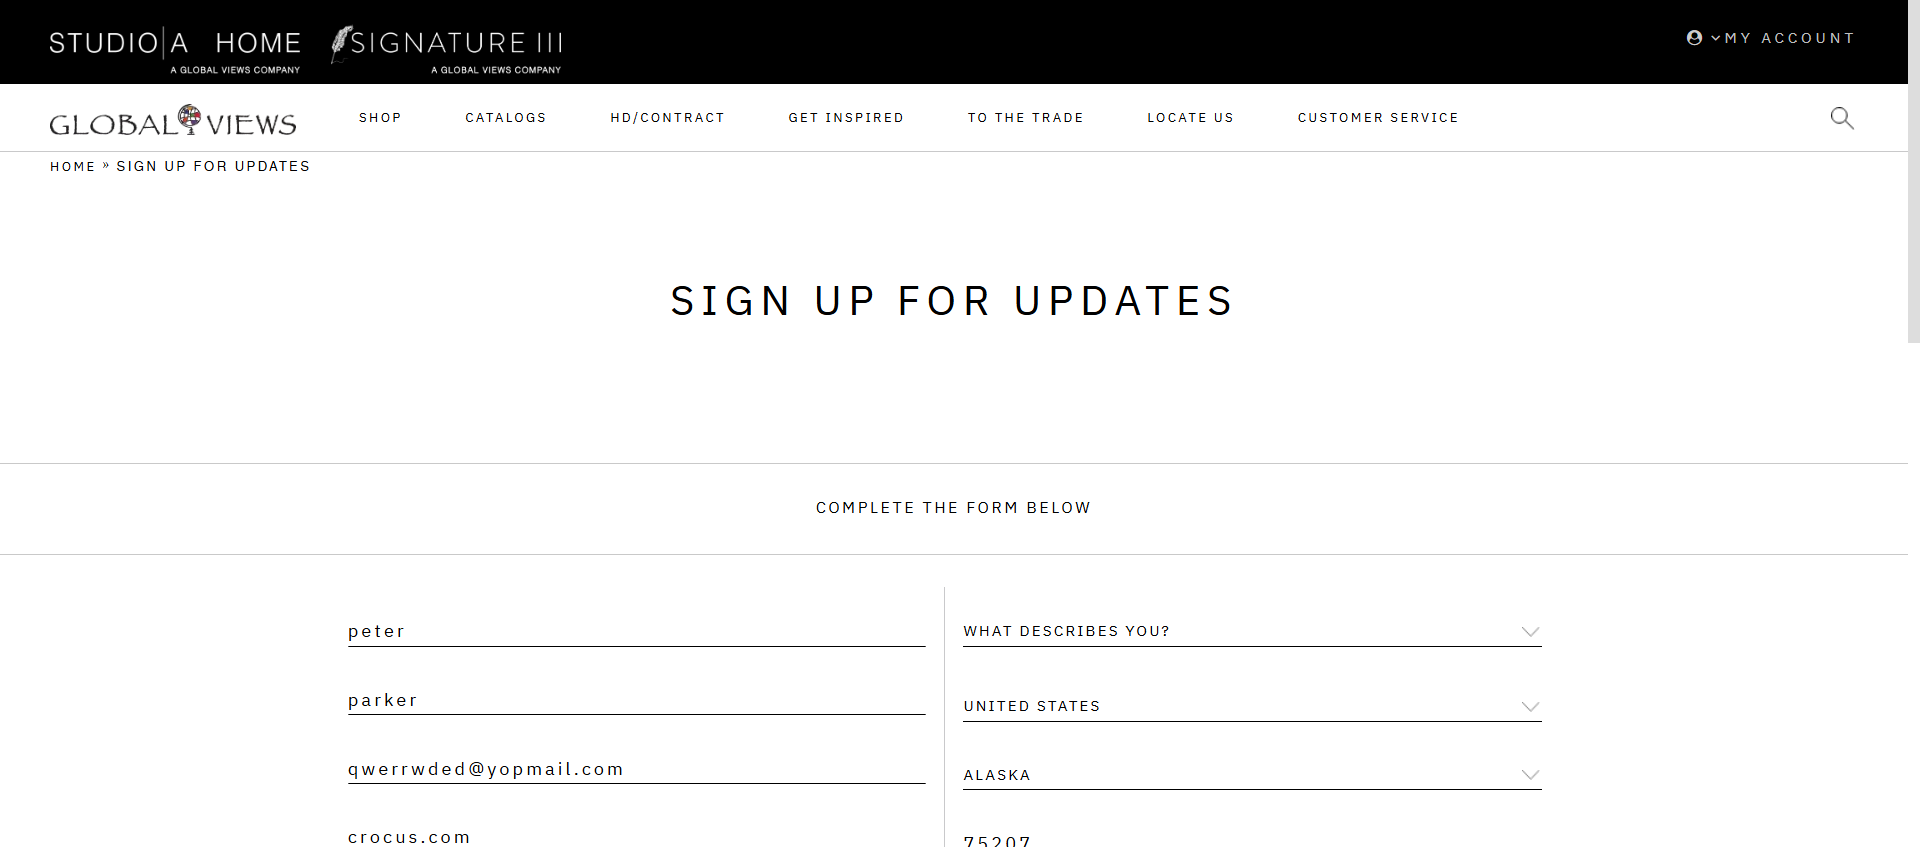 STUDIO|A HOME
A GLOBAL VIEWS COMPANY
SIGNATURE III
A GLOBAL VIEWS COMPANY
MY ACCOUNT
GLOBAL VIEWS
SHOP
CATALOGS
HD/CONTRACT
GET INSPIRED
TO THE TRADE
LOCATE US
CUSTOMER SERVICE
HOME » SIGN UP FOR UPDATES
SIGN UP FOR UPDATES
COMPLETE THE FORM BELOW
peter
parker
qwerrwded@yopmail.com
crocus.com
WHAT DESCRIBES YOU?
UNITED STATES
ALASKA
75207